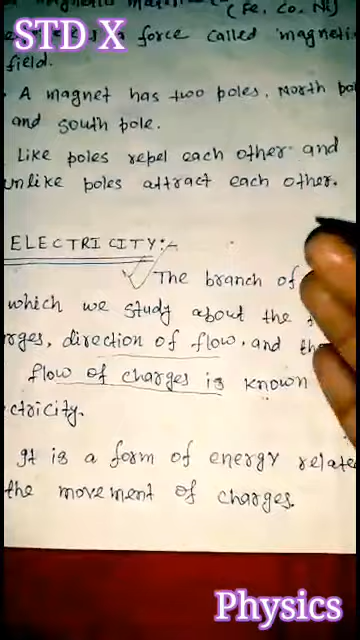 STD X
(Fe, Co, Ni)
a force called magnetic
field.
A magnet has two poles, North
and south pole.
Like poles repel each other and
unlike poles attract each other.
ELECTRICITY:-
The branch of
which we study about the
rges, direction of flow, and the
flow of charges is known
ctricity.
It is a form of energy relate
the movement of charges.
Physics